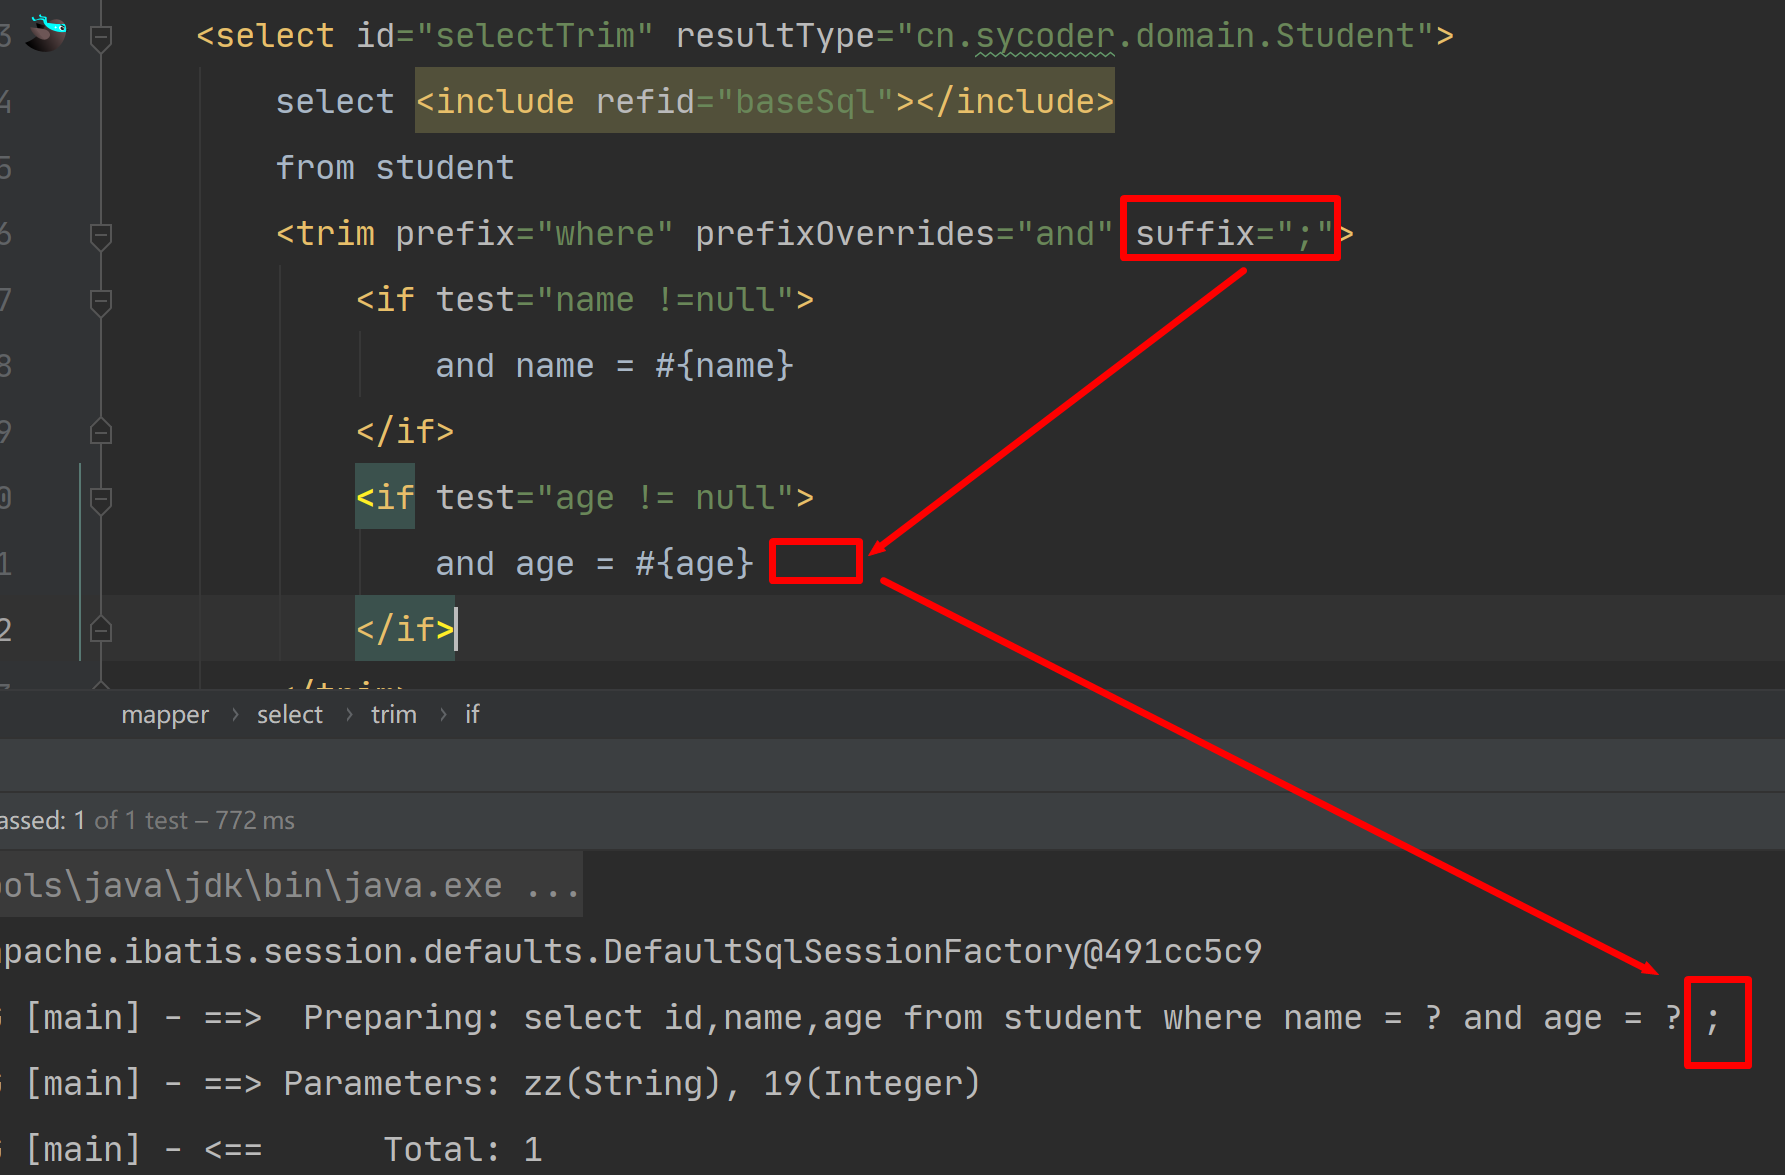 3 <select id="selectTrim" resultType="cn.sycoder.domain.Student">
4 select <include refid="baseSql"></include>
5 from student
6 <trim prefix="where" prefixOverrides="and" suffix=";">
7 <if test="name !=null">
8 and name = #{name}
9 </if>
0 <if test="age != null">
1 and age = #{age}
2 </if>
</trim>
mapper › select › trim › if
assed: 1 of 1 test – 772 ms
ols\java\jdk\bin\java.exe ...
pache.ibatis.session.defaults.DefaultSqlSessionFactory@491cc5c9
[main] - ==>  Preparing: select id,name,age from student where name = ? and age = ? ;
[main] - ==> Parameters: zz(String), 19(Integer)
[main] - <==      Total: 1